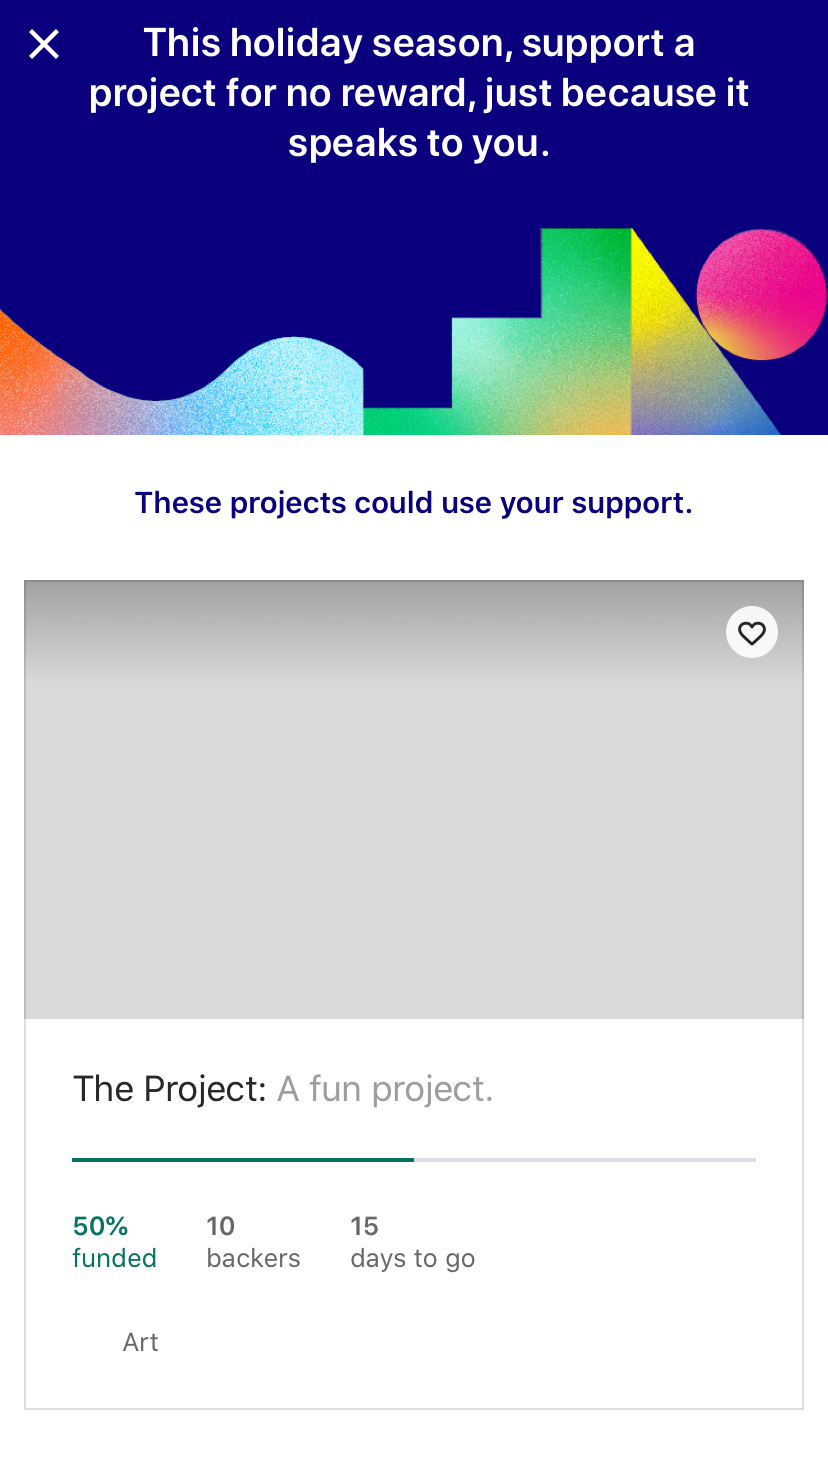 This holiday season, support a
project for no reward, just because it
speaks to you.
These projects could use your support.
The Project: A fun project.
50% 10 15
funded backers days to go
Art